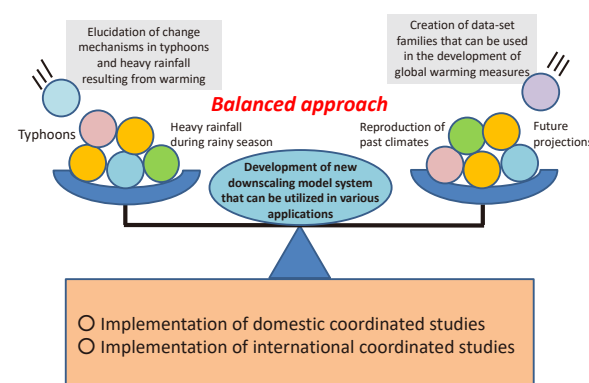 Elucidation of change
mechanisms in typhoons
and heavy rainfall
resulting from warming
Creation of data-set
families that can be used
in the development of
global warming measures
Balanced approach
Typhoons
Heavy rainfall
during rainy season
Reproduction of
past climates
Future
projections
Development of new
downscaling model system
that can be utilized in various
applications
〇 Implementation of domestic coordinated studies
〇 Implementation of international coordinated studies